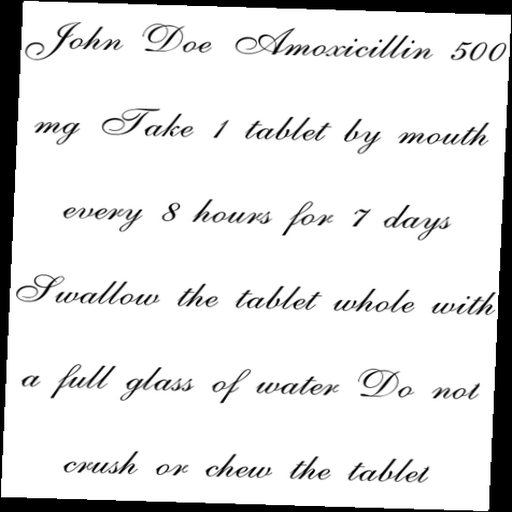 John Doe Amoxicillin 500
mg Take 1 tablet by mouth
every 8 hours for 7 days
Swallow the tablet whole with
a full glass of water Do not
crush or chew the tablet